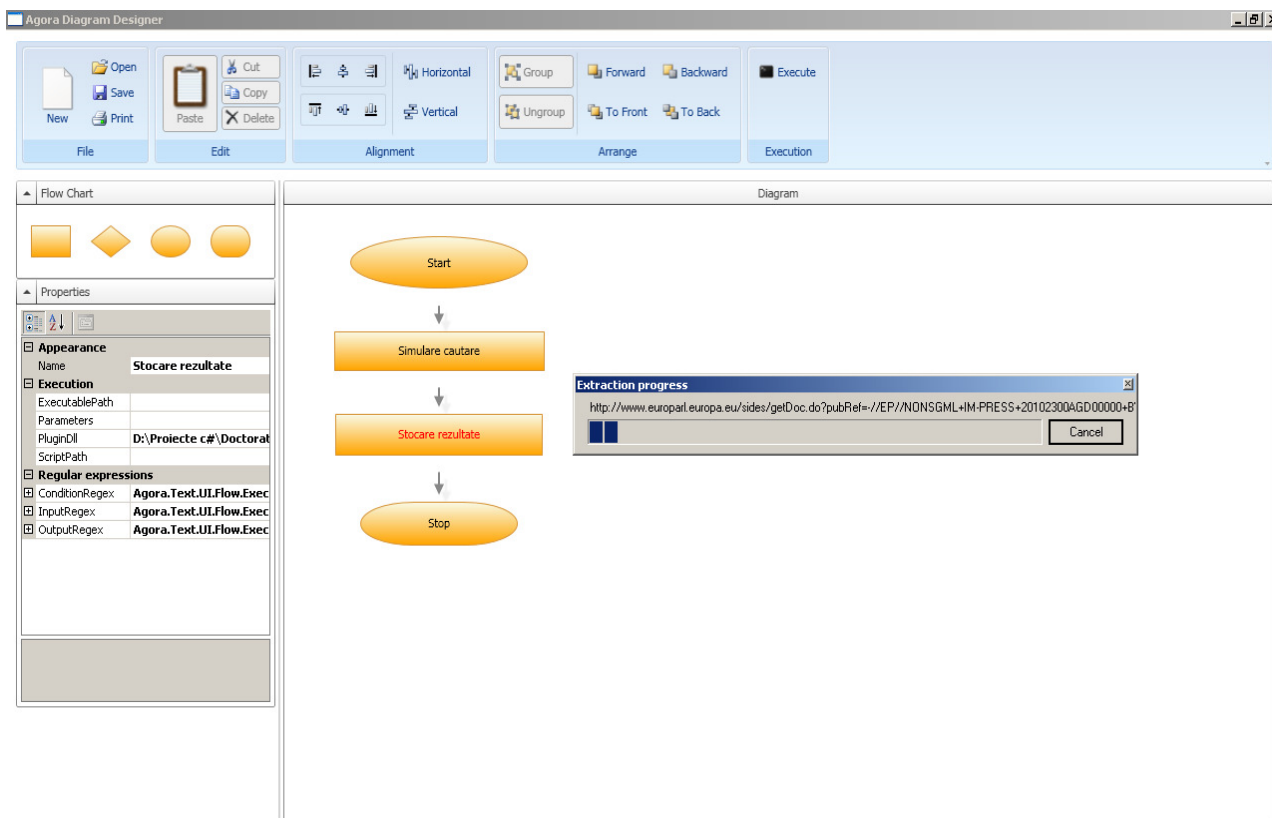 Agora Diagram Designer
New
Open
Save
Print
File
Paste
Cut
Copy
Delete
Edit
Horizontal
Vertical
Alignment
Group
Ungroup
Forward
Backward
To Front
To Back
Arrange
Execute
Execution
Flow Chart
Properties
Appearance
Name Stocare rezultate
Execution
ExecutablePath
Parameters
PluginDll D:\Proiecte c#\Doctorat
ScriptPath
Regular expressions
ConditionRegex Agora.Text.UI.Flow.Exec
InputRegex Agora.Text.UI.Flow.Exec
OutputRegex Agora.Text.UI.Flow.Exec
Diagram
Start
Simulare cautare
Stocare rezultate
Stop
Extraction progress
http://www.europarl.europa.eu/sides/getDoc.do?pubRef=-//EP//NONSGML+IM-PRESS+20102300AGD00000+B
Cancel